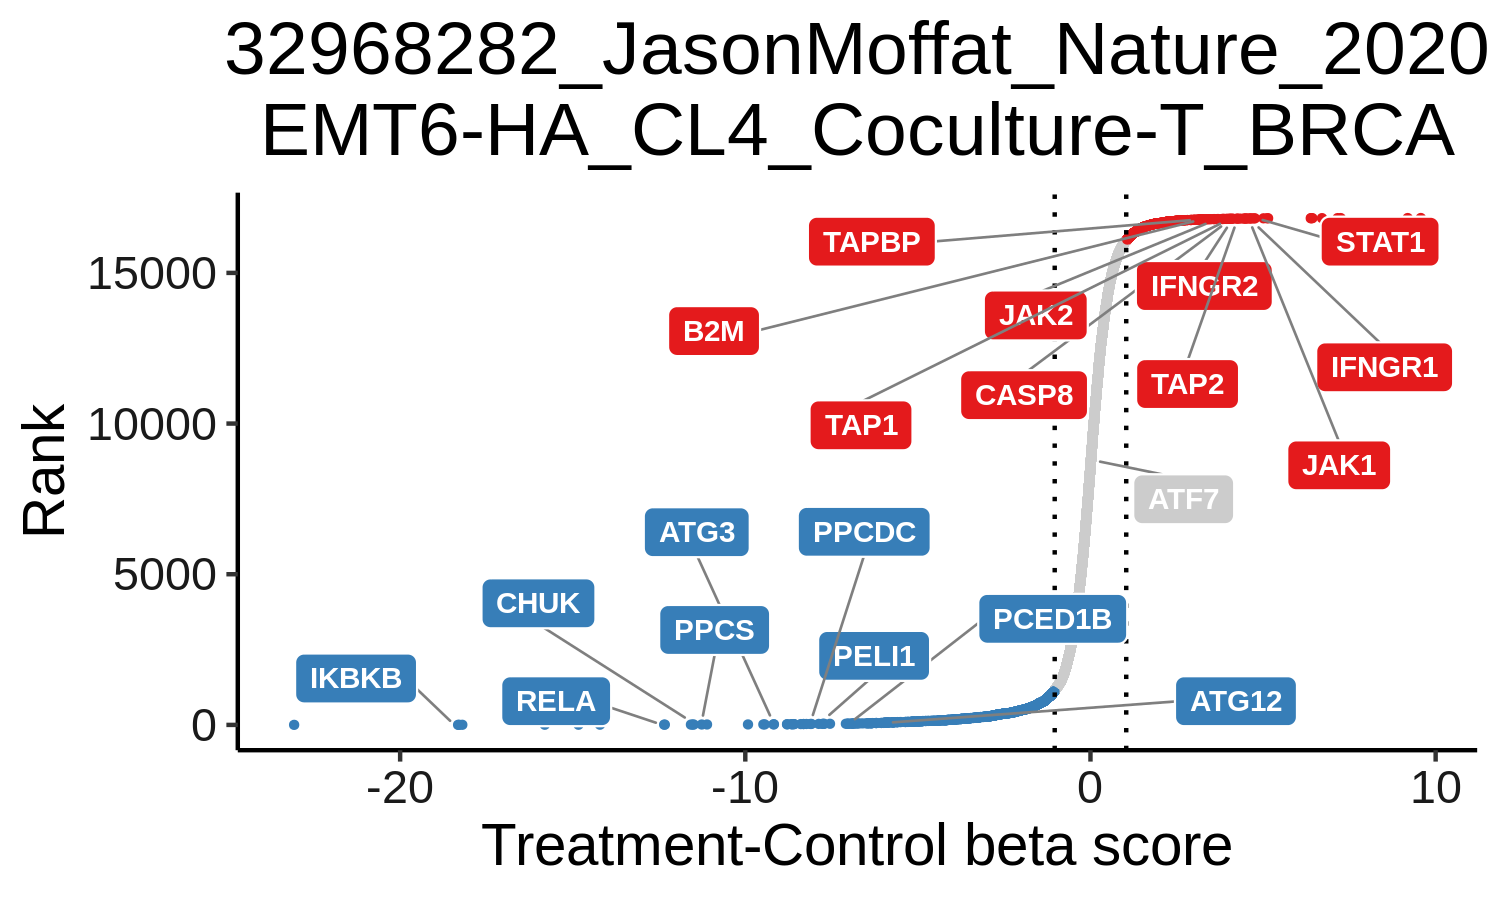 32968282_JasonMoffat_Nature_2020
EMT6-HA_CL4_Coculture-T_BRCA
Rank
15000
10000
5000
0
TAPBP
STAT1
IFNGR2
JAK2
B2M
IFNGR1
TAP2
CASP8
TAP1
JAK1
ATF7
ATG3
PPCDC
CHUK
PPCS
PCED1B
PELI1
IKBKB
RELA
ATG12
-20
-10
0
10
Treatment-Control beta score